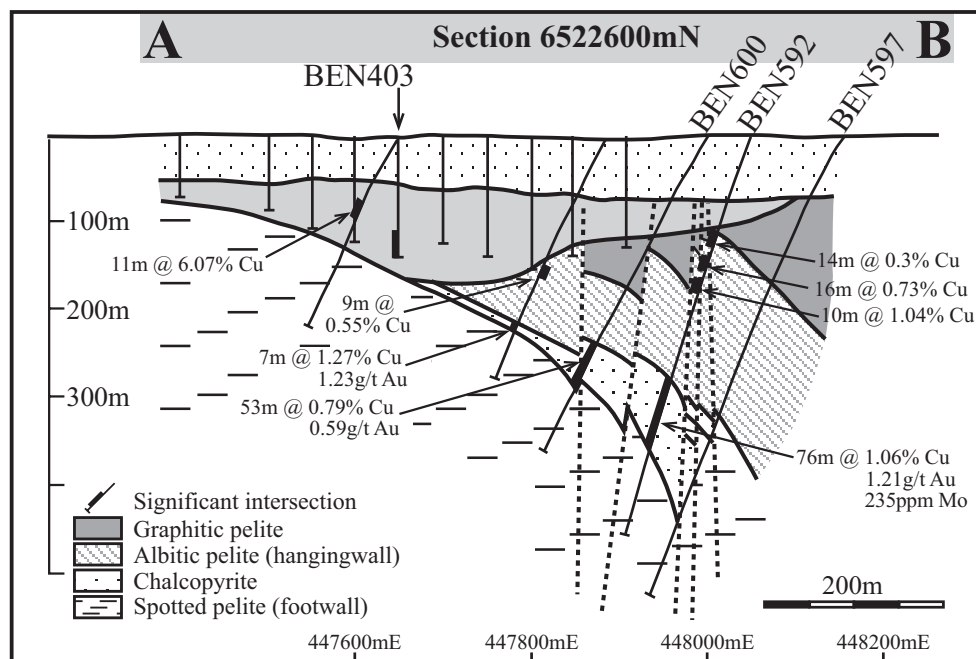 A
Section 6522600mN
B
BEN403
BEN600
BEN592
BEN597
100m
200m
300m
11m @ 6.07% Cu
9m @
0.55% Cu
7m @ 1.27% Cu
1.23g/t Au
53m @ 0.79% Cu
0.59g/t Au
14m @ 0.3% Cu
16m @ 0.73% Cu
10m @ 1.04% Cu
76m @ 1.06% Cu
1.21g/t Au
235ppm Mo
Significant intersection
Graphitic pelite
Albitic pelite (hangingwall)
Chalcopyrite
Spotted pelite (footwall)
200m
447600mE
447800mE
448000mE
448200mE